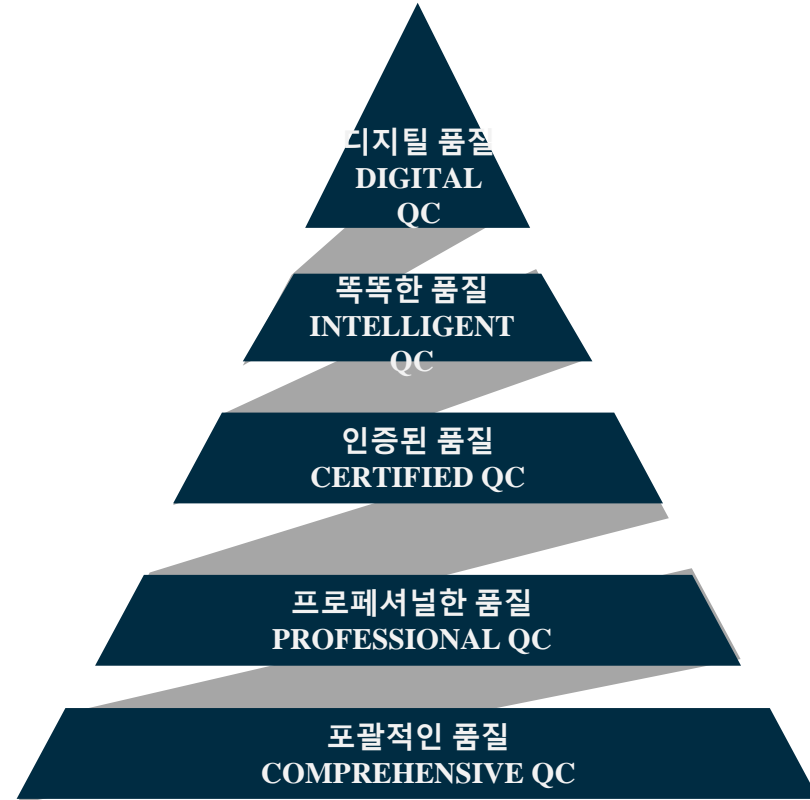 디지털 품질
DIGITAL
QC
똑똑한 품질
INTELLIGENT
QC
인증된 품질
CERTIFIED QC
프로페셔널한 품질
PROFESSIONAL QC
포괄적인 품질
COMPREHENSIVE QC